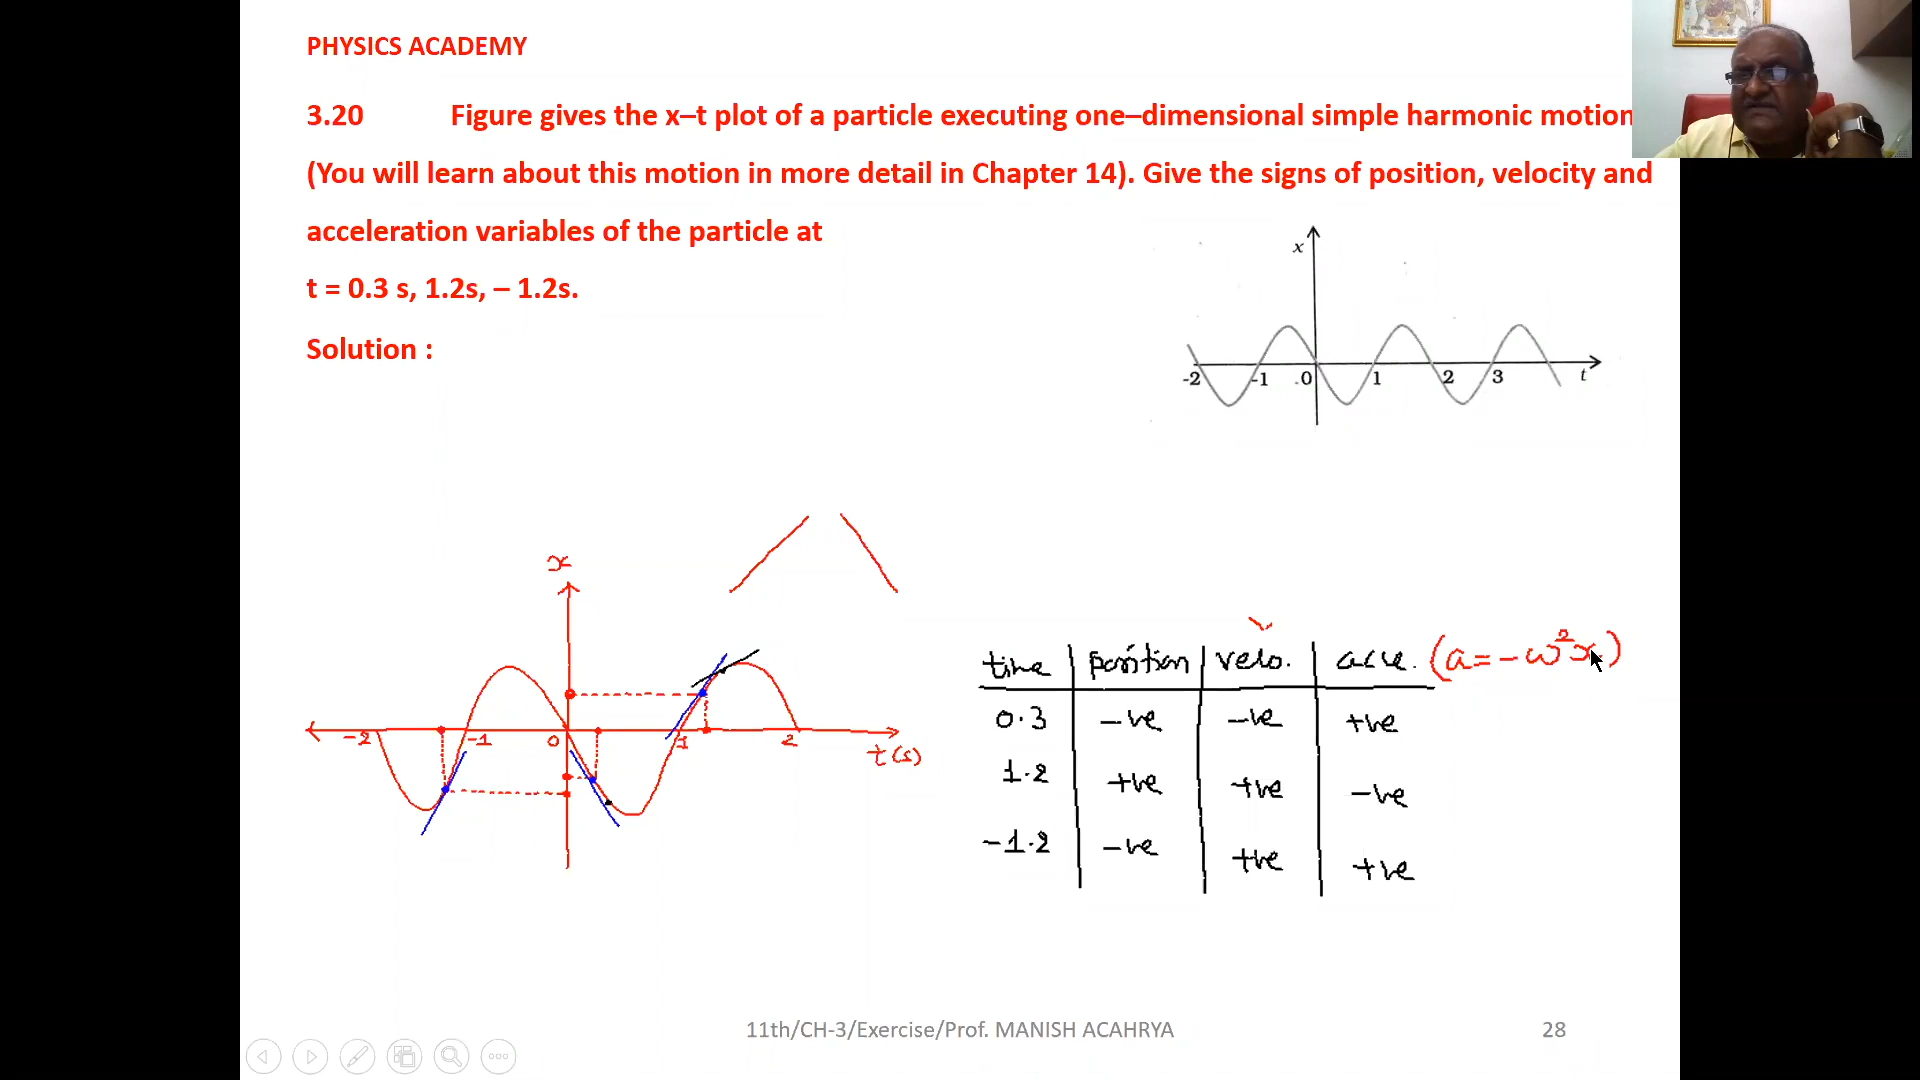 PHYSICS ACADEMY
3.20 Figure gives the x–t plot of a particle executing one–dimensional simple harmonic motion
(You will learn about this motion in more detail in Chapter 14). Give the signs of position, velocity and
acceleration variables of the particle at
t = 0.3 s, 1.2s, – 1.2s.
Solution :
x
-2 -1 0 1 2 3 t
x
-2 -1 0 1 2
t(s)
time position velo. acce. (a=-ω²x)
0.3 -ve -ve +ve
1.2 +ve +ve -ve
-1.2 -ve +ve +ve
11th/CH-3/Exercise/Prof. MANISH ACAHRYA 28